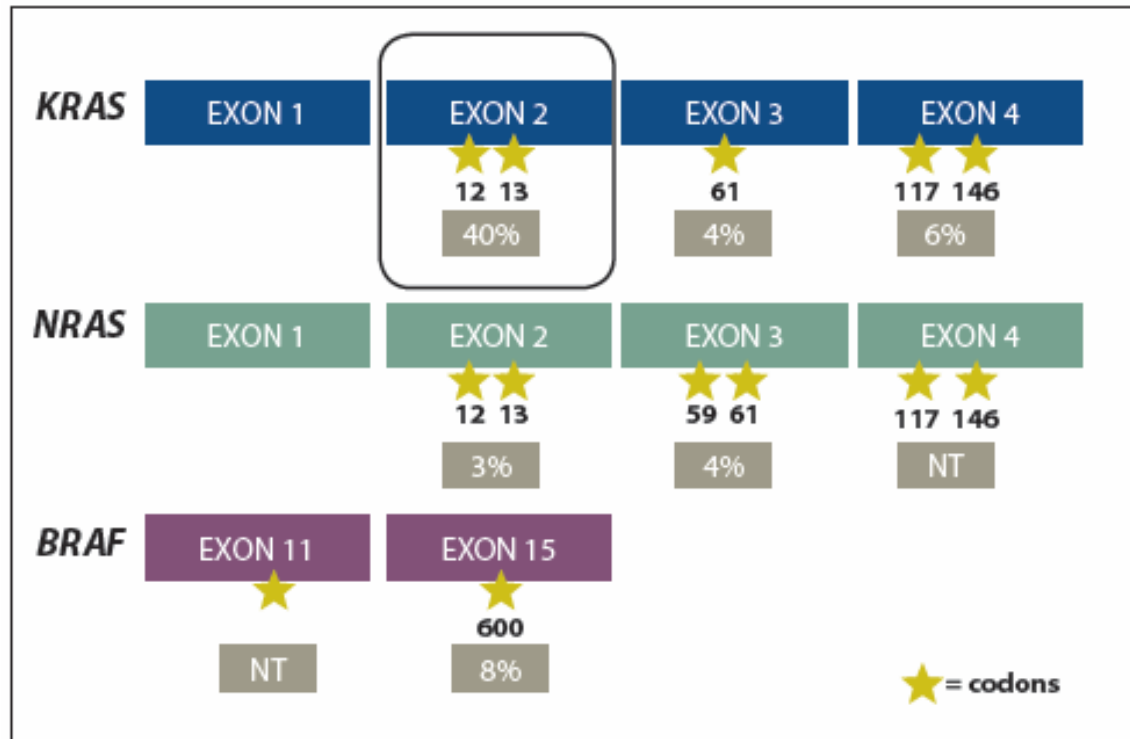 KRAS EXON 1 EXON 2 EXON 3 EXON 4
12 13 61 117 146
40% 4% 6%
NRAS EXON 1 EXON 2 EXON 3 EXON 4
12 13 59 61 117 146
3% 4% NT
BRAF EXON 11 EXON 15
600
NT 8%
= codons